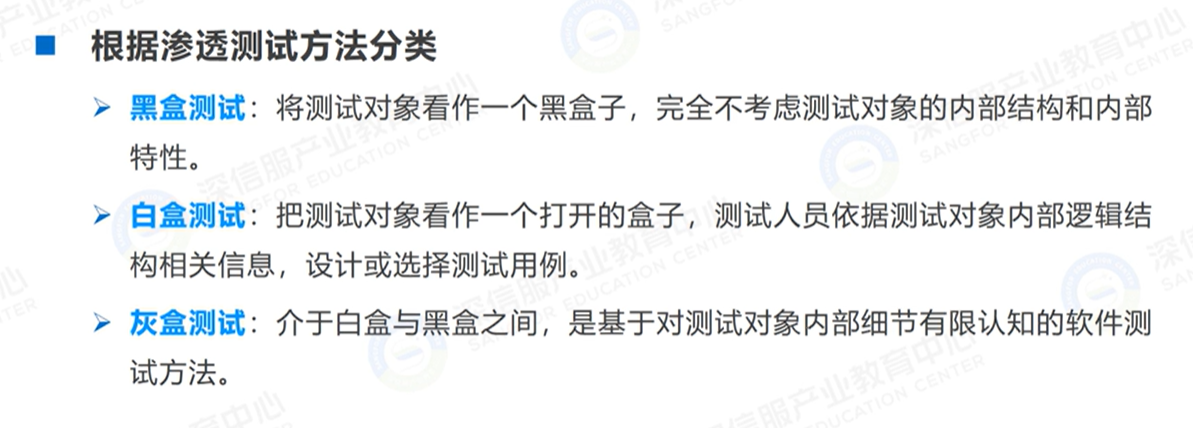 根据渗透测试方法分类
黑盒测试：将测试对象看作一个黑盒子，完全不考虑测试对象的内部结构和内部
特性。
白盒测试：把测试对象看作一个打开的盒子，测试人员依据测试对象内部逻辑结
构相关信息，设计或选择测试用例。
灰盒测试：介于白盒与黑盒之间，是基于对测试对象内部细节有限认知的软件测
试方法。
深信服产业教育中心
SANGFOR EDUCATION CENTER